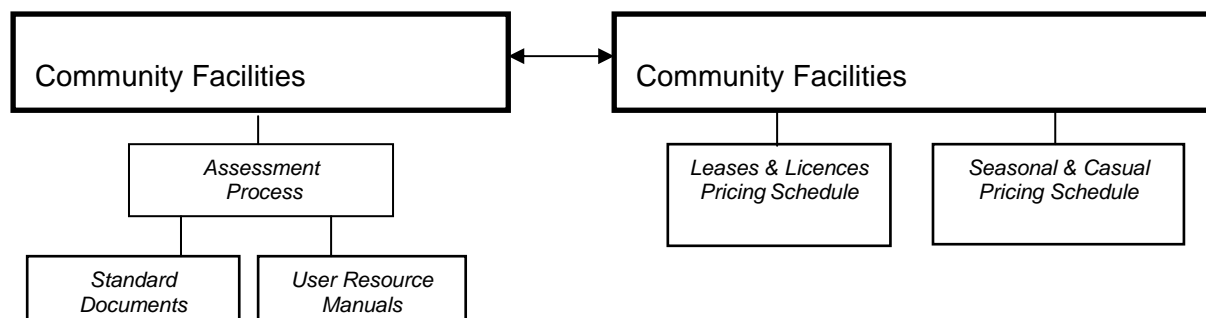 Community Facilities
Community Facilities
Assessment
Process
Leases & Licences
Pricing Schedule
Seasonal & Casual
Pricing Schedule
Standard
Documents
User Resource
Manuals